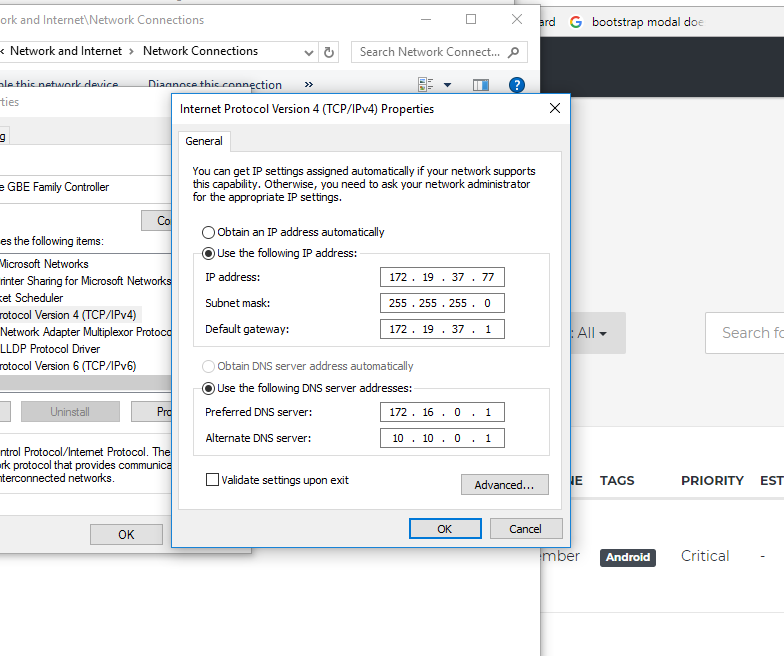 ork and Internet\Network Connections
ard
bootstrap modal doe
Network and Internet
Network Connections
Search Network Connect...
ble this network device
Diagnose this connection
»
?
rties
g
e GBE Family Controller
Co
ses the following items:
Microsoft Networks
rinter Sharing for Microsoft Networks
ket Scheduler
rotocol Version 4 (TCP/IPv4)
Network Adapter Multiplexor Protoco
LLDP Protocol Driver
rotocol Version 6 (TCP/IPv6)
Uninstall
Pro
ntrol Protocol/Internet Protocol. The
rk protocol that provides communica
nterconnected networks.
OK
Internet Protocol Version 4 (TCP/IPv4) Properties
General
You can get IP settings assigned automatically if your network supports
this capability. Otherwise, you need to ask your network administrator
for the appropriate IP settings.
Obtain an IP address automatically
Use the following IP address:
IP address:
172 . 19 . 37 . 77
Subnet mask:
255 . 255 . 255 . 0
Default gateway:
172 . 19 . 37 . 1
Obtain DNS server address automatically
Use the following DNS server addresses:
Preferred DNS server:
172 . 16 . 0 . 1
Alternate DNS server:
10 . 10 . 0 . 1
Validate settings upon exit
Advanced...
OK
Cancel
: All
Search fo
NE
TAGS
PRIORITY
EST
ember
Android
Critical
-